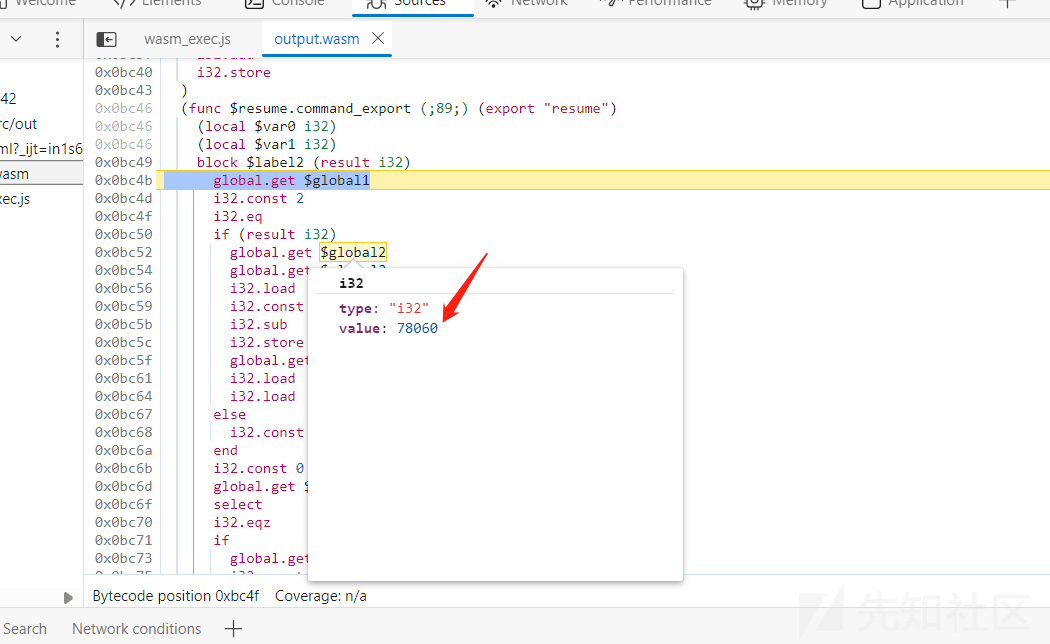 Welcome
Elements
Console
Sources
Network
Performance
Memory
Application
wasm_exec.js
output.wasm
42
rc/out
ml?_ijt=in1s6
wasm
ec.js
0x0bc40 i32.store
0x0bc43 )
0x0bc46 (func $resume.command_export (;89;) (export "resume")
0x0bc46 (local $var0 i32)
0x0bc46 (local $var1 i32)
0x0bc49 block $label2 (result i32)
0x0bc4b global.get $global1
0x0bc4d i32.const 2
0x0bc4f i32.eq
0x0bc50 if (result i32)
0x0bc52 global.get $global2
0x0bc54 global.get
0x0bc56 i32.load
0x0bc59 i32.const
0x0bc5b i32.sub
0x0bc5c i32.store
0x0bc5f global.get
0x0bc61 i32.load
0x0bc64 i32.load
0x0bc67 else
0x0bc68 i32.const
0x0bc6a end
0x0bc6b i32.const 0
0x0bc6d global.get $
0x0bc6f select
0x0bc70 i32.eqz
0x0bc71 if
0x0bc73 global.get
i32
type: "i32"
value: 78060
Bytecode position 0xbc4f Coverage: n/a
Search
Network conditions
先知社区